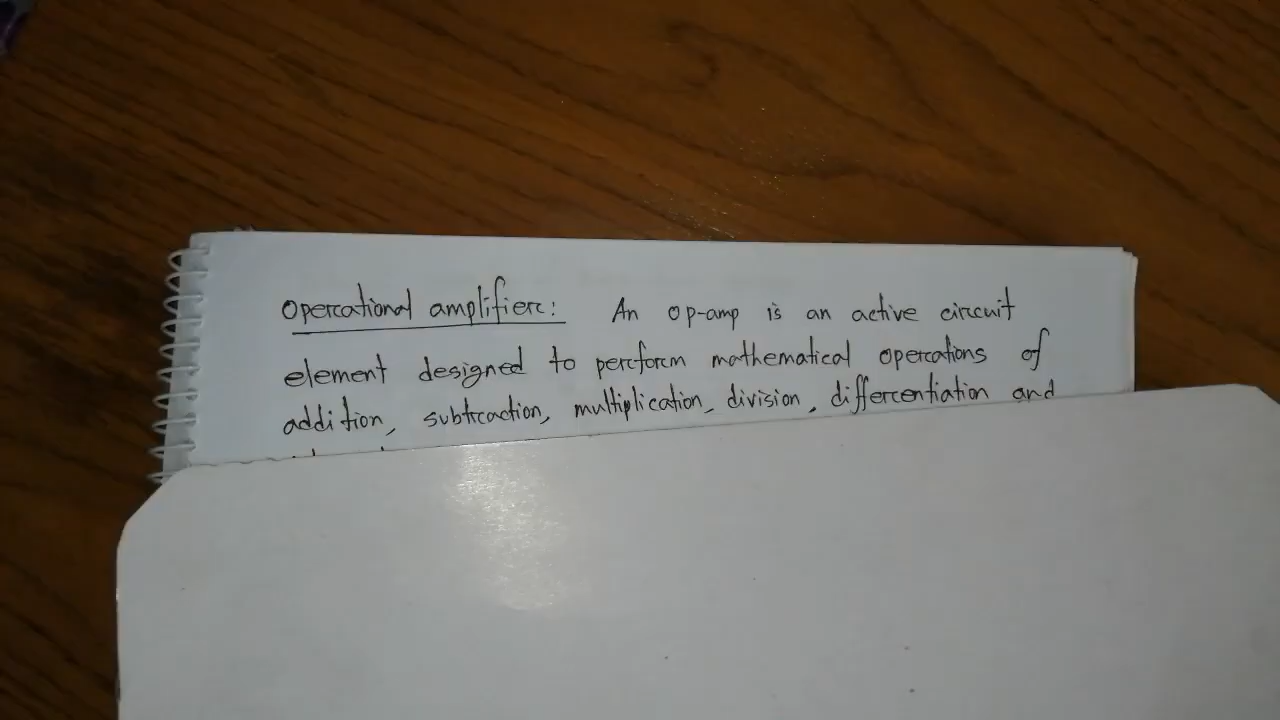 Operational amplifier: An op-amp is an active circuit
element designed to perform mathematical operations of
addition, subtraction, multiplication, division, differentiation and